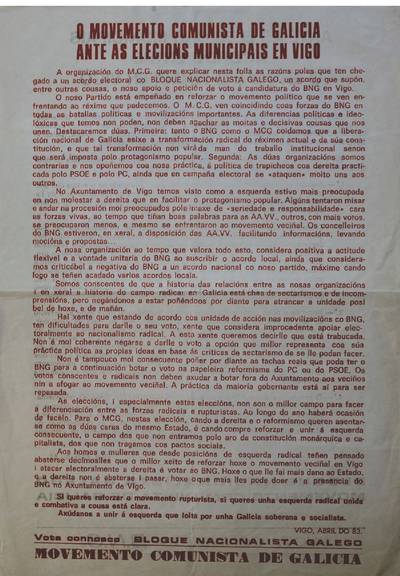 O MOVEMENTO COMUNISTA DE GALICIA
ANTE AS ELECIONS MUNICIPAIS EN VIGO
A organización do M.C.G. quere explicar nesta folla as razóns polas que ten che-
gado a un acordo electoral co BLOQUE NACIONALISTA GALEGO, un acordo que supón,
entre outras cousas, o noso apoio e petición de voto á candidatura do BNG en Vigo.
O noso Partido está empeñado en reforzar o movemento político que se ven en-
frentando ao réxime que padecemos. O M.C.G. ven coincidindo coas forzas do BNG en
todas as batallas políticas e movilizacións importantes. As diferencias políticas e ideo-
lóxicas que temos non poden, non deben agachar as moitas e decisivas cousas que nos
unen. Destacaremos dúas. Primeira: tanto o BNG como o MCG coidamos que a libera-
ción nacional de Galicia seixe a transformación radical do réximen actual e da súa cons-
titución, e que tal transformación non virá da man do traballo institucional senon
que será imposta polo protagonismo popular. Segunda: As dúas organizacións somos
contrarias e nos opoñemos coa nosa práctica, á política de trapicheos con dereita practi-
cada polo PSOE e polo PC, ainda que en campaña electoral se «ataquen» moito uns aos
outros.
No Axuntamento de Vigo temos visto como a esquerda estivo mais preocupada
en non molestar a dereita que en facilitar o protagonismo popular. Algúns tentaron misar
e andar na procesión moi preocupados pola imaxe de «seriedade e responsabilidade» cara
as forzas vivas, ao tempo que tiñan boas palabras para as AA.VV., outros, con mais votos,
se preocuparon menos, e mesmo se enfrentaron ao movemento veciñal. Os concelleiros
do BNG estiveron, en xeral, a disposición das AA.VV. facilitando informacións, levando
mocións e propostas...
A nosa organización ao tempo que valora todo esto, considera positiva a actitude
flexible e a vontade unitaria do BNG ao suscribir o acordo local, ainda que conside-
ramos criticábel a negativa do BNG a un acordo nacional co noso partido, máximo cando
logo se teñen acadado varios acordos locais.
Somos conscentes de que a historia das relacións entre as nosas organizacións
i en xeral a historia do campo radical en Galicia está chea de sectarismos e de incom-
prensións, pero negándonos a estar poñéndoos por diante para atrancar a unidade posí-
bel de hoxe, e de mañán.
Hai xente que estando de acordo coa unidade de acción nas movilizacións co BNG,
ten dificultades para darlle o seu voto, xente que considera improcedente apoiar elec-
toralmente ao nacionalismo radical. A esta xente queremos decirlle que está trabucada.
Non é moi coherente negarse a darlle o voto a opción que millor representa coa súa
práctica política as propias ideas en base ás críticas de sectarismo de se lle podan facer.
Non é tampouco moi consecuente poñer por diante as tachas reais que poda ter o
BNG para a continuación botar o voto na papeleira reformista do PC ou do PSOE. Os
votos conscentes e radicais non deben axudar a botar fora do Axuntamento aos veciños
nin a afogar ao movemento veciñal. A práctica da maioría gobernante está aí para ser
repasada.
As eleccións, i especialmente estas eleccións, non son o millor campo para facer
a diferenciación entre as forzas radicais e rupturistas. Ao longo do ano haberá ocasión
de facelo. Para o MCG, nestas eleccións, cando a dereita e o reformismo queren asentar-
se como as dúas caras do mesmo Estado, é cando compre reforzar e unir á esquerda
consecuente, o campo dos que non entramos polo aro da constitución monárquica e ca-
pitalista, dos que non tragamos cos pactos sociais.
Aos homes e mulleres que desde posicións de esquerda radical teñen pensado
absterse decímoslles que o millor xeito de reforzar hoxe o movemento veciñal en Vigo
i atacar electoralmente a dereita é votar ao BNG. Hoxe o que lle fai mais dano ao Estado,
e a dereita non é absterse i pasar, hoxe o que mais lles pode doer é a presencia do
BNG no Axuntamento de Vigo.
Si queres reforzar o movemento rupturista, si queres unha esquerda radical unida
e combativa a cousa está clara.
Axúdanos a unir á esquerda que loita por unha Galicia soberana e socialista.
VIGO, ABRIL DO 83.
Vota connosco BLOQUE NACIONALISTA GALEGO
MOVEMENTO COMUNISTA DE GALICIA